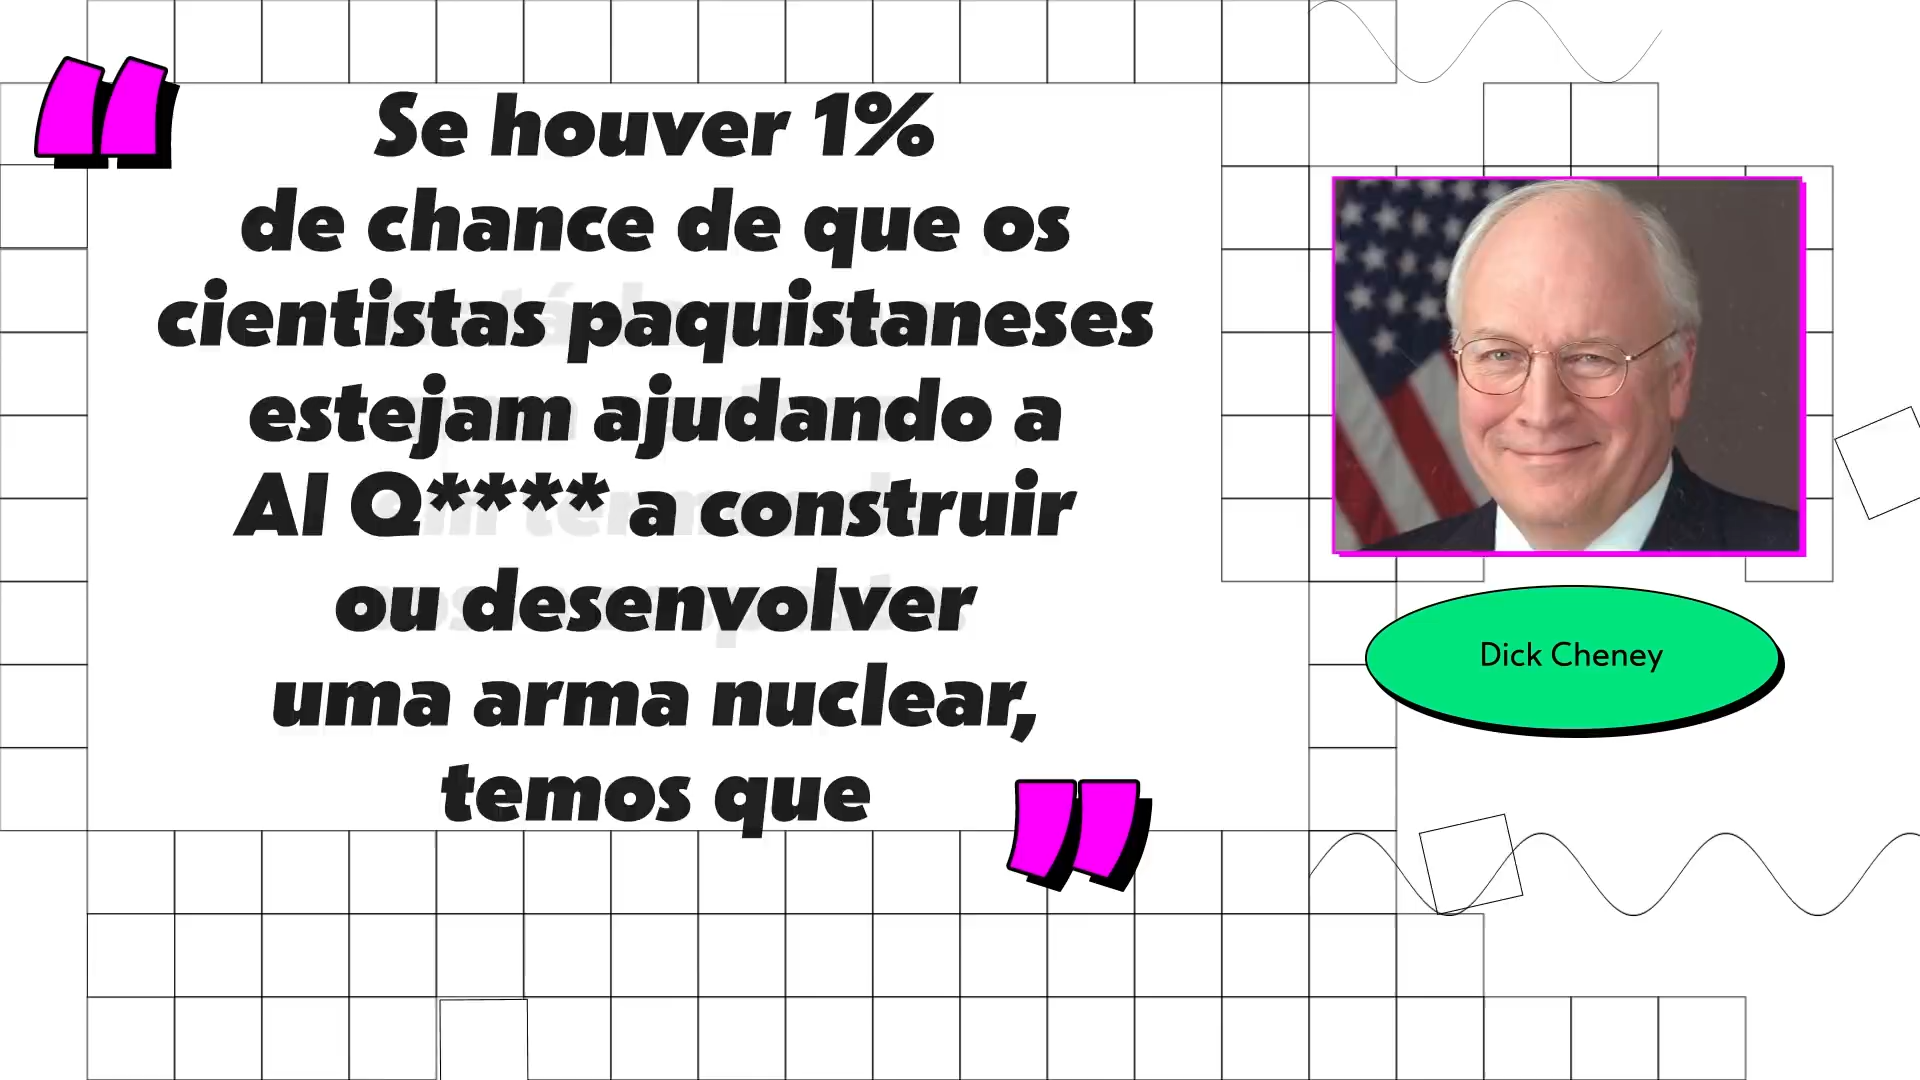 Se houver 1%
de chance de que os
cientistas paquistaneses
estejam ajudando a
Al Q**** a construir
ou desenvolver
uma arma nuclear,
temos que
Dick Cheney